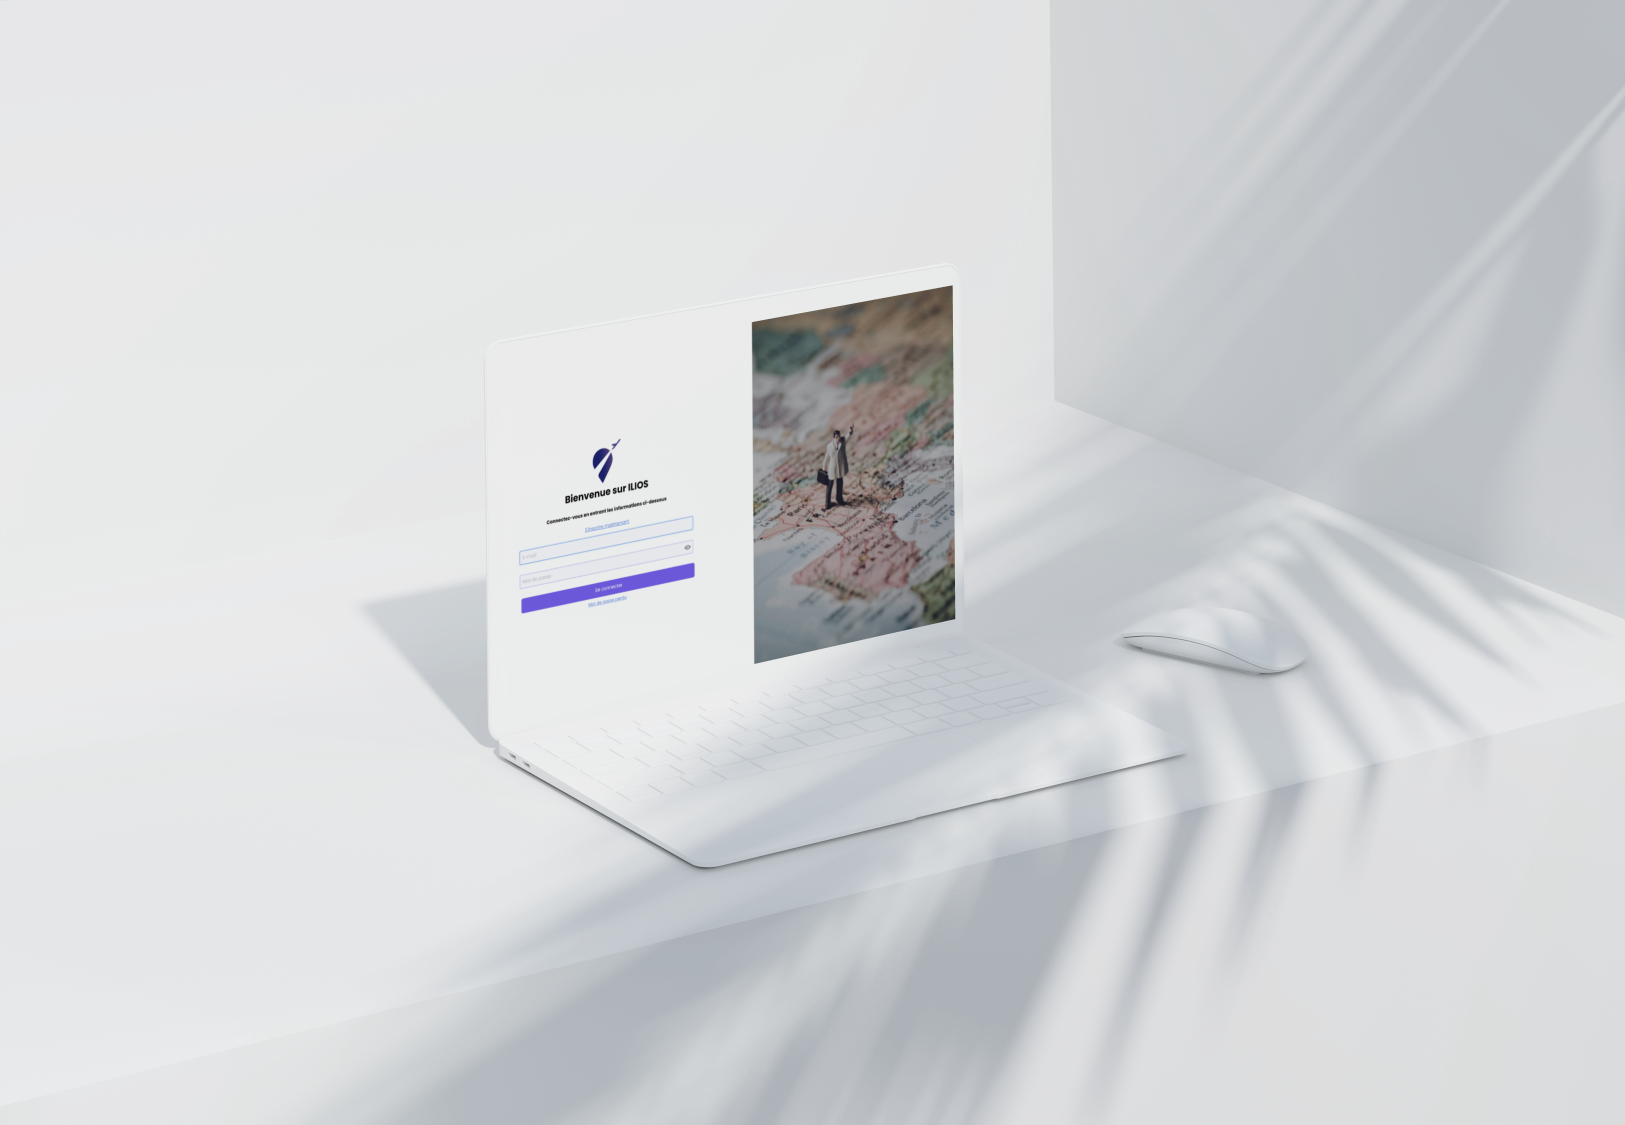 Bienvenue sur ILIOS
Connectez-vous en entrant les informations ci-dessous
S'inscrire maintenant
E-mail
Mot de passe
Se connecter
Mot de passe perdu